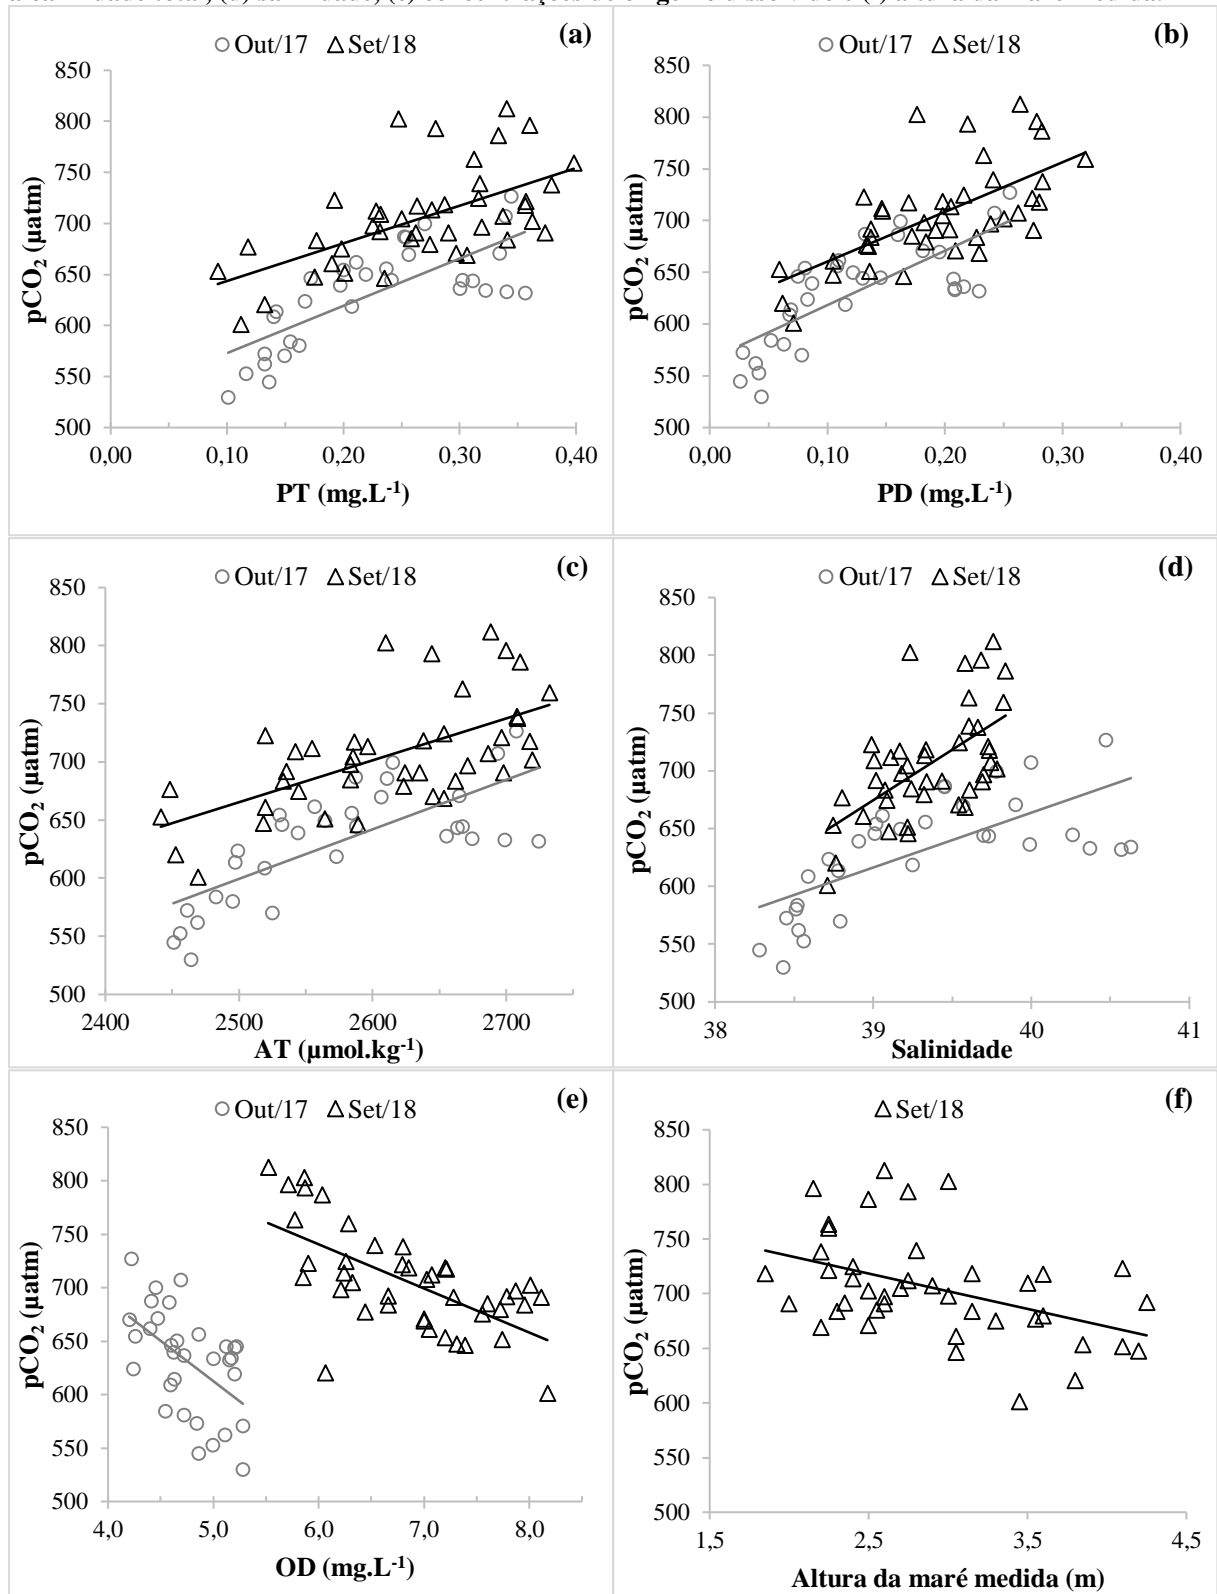 Out/17 Set/18 (a)
850
800
750
700
650
600
550
500
pCO2 (µatm)
0,00 0,10 0,20 0,30 0,40
PT (mg.L-1)
Out/17 Set/18 (b)
850
800
750
700
650
600
550
500
pCO2 (µatm)
0,00 0,10 0,20 0,30 0,40
PD (mg.L-1)
Out/17 Set/18 (c)
850
800
750
700
650
600
550
500
pCO2 (µatm)
2400 2500 2600 2700
AT (µmol.kg-1)
Out/17 Set/18 (d)
850
800
750
700
650
600
550
500
pCO2 (µatm)
38 39 40 41
Salinidade
Out/17 Set/18 (e)
850
800
750
700
650
600
550
500
pCO2 (µatm)
4,0 5,0 6,0 7,0 8,0
OD (mg.L-1)
Set/18 (f)
850
800
750
700
650
600
550
500
pCO2 (µatm)
1,5 2,5 3,5 4,5
Altura da maré medida (m)